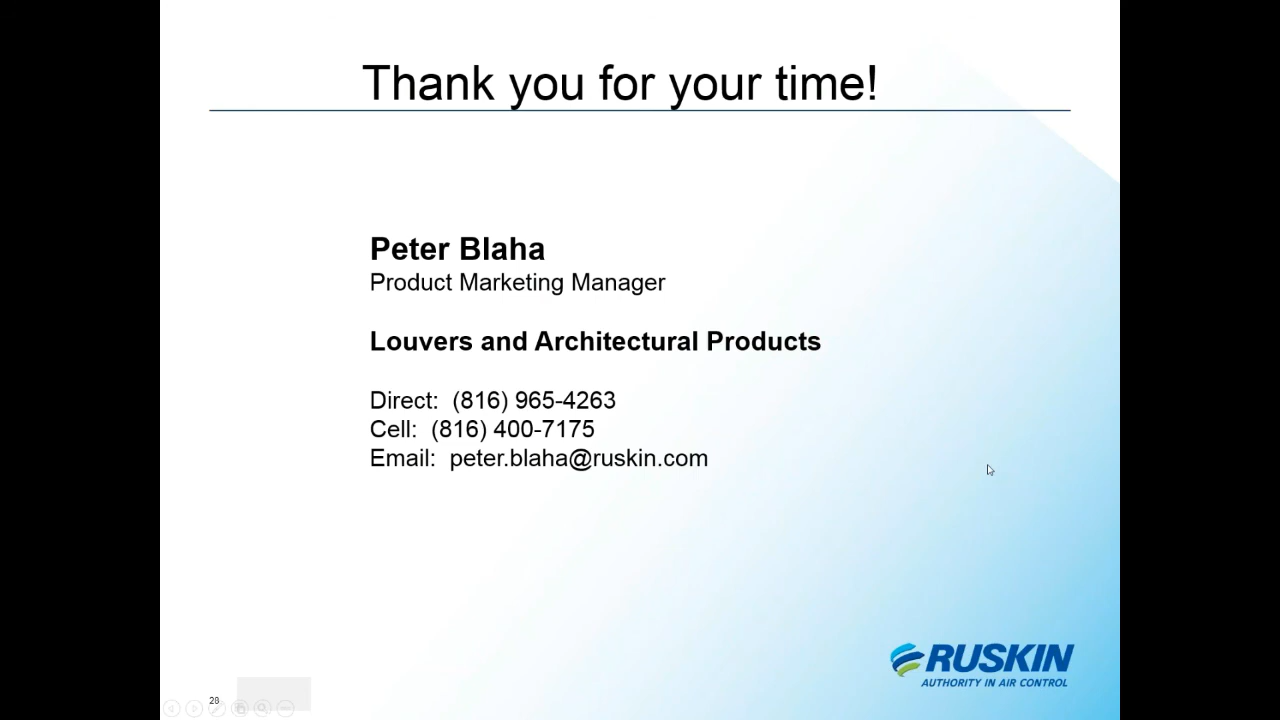 Thank you for your time!
Peter Blaha
Product Marketing Manager
Louvers and Architectural Products
Direct:  (816) 965-4263
Cell:  (816) 400-7175
Email:  peter.blaha@ruskin.com
RUSKIN
AUTHORITY IN AIR CONTROL
28